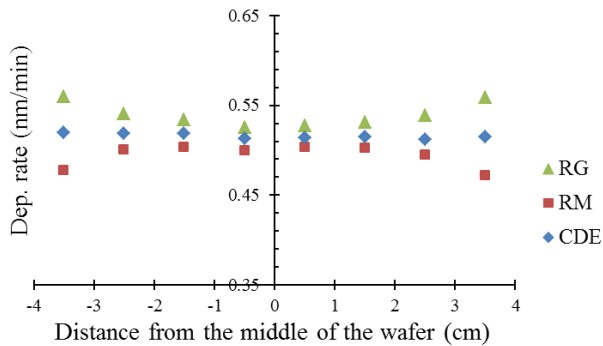 0.65
0.55
0.45
0.35
Dep. rate (nm/min)
-4 -3 -2 -1 0 1 2 3 4
Distance from the middle of the wafer (cm)
RG
RM
CDE